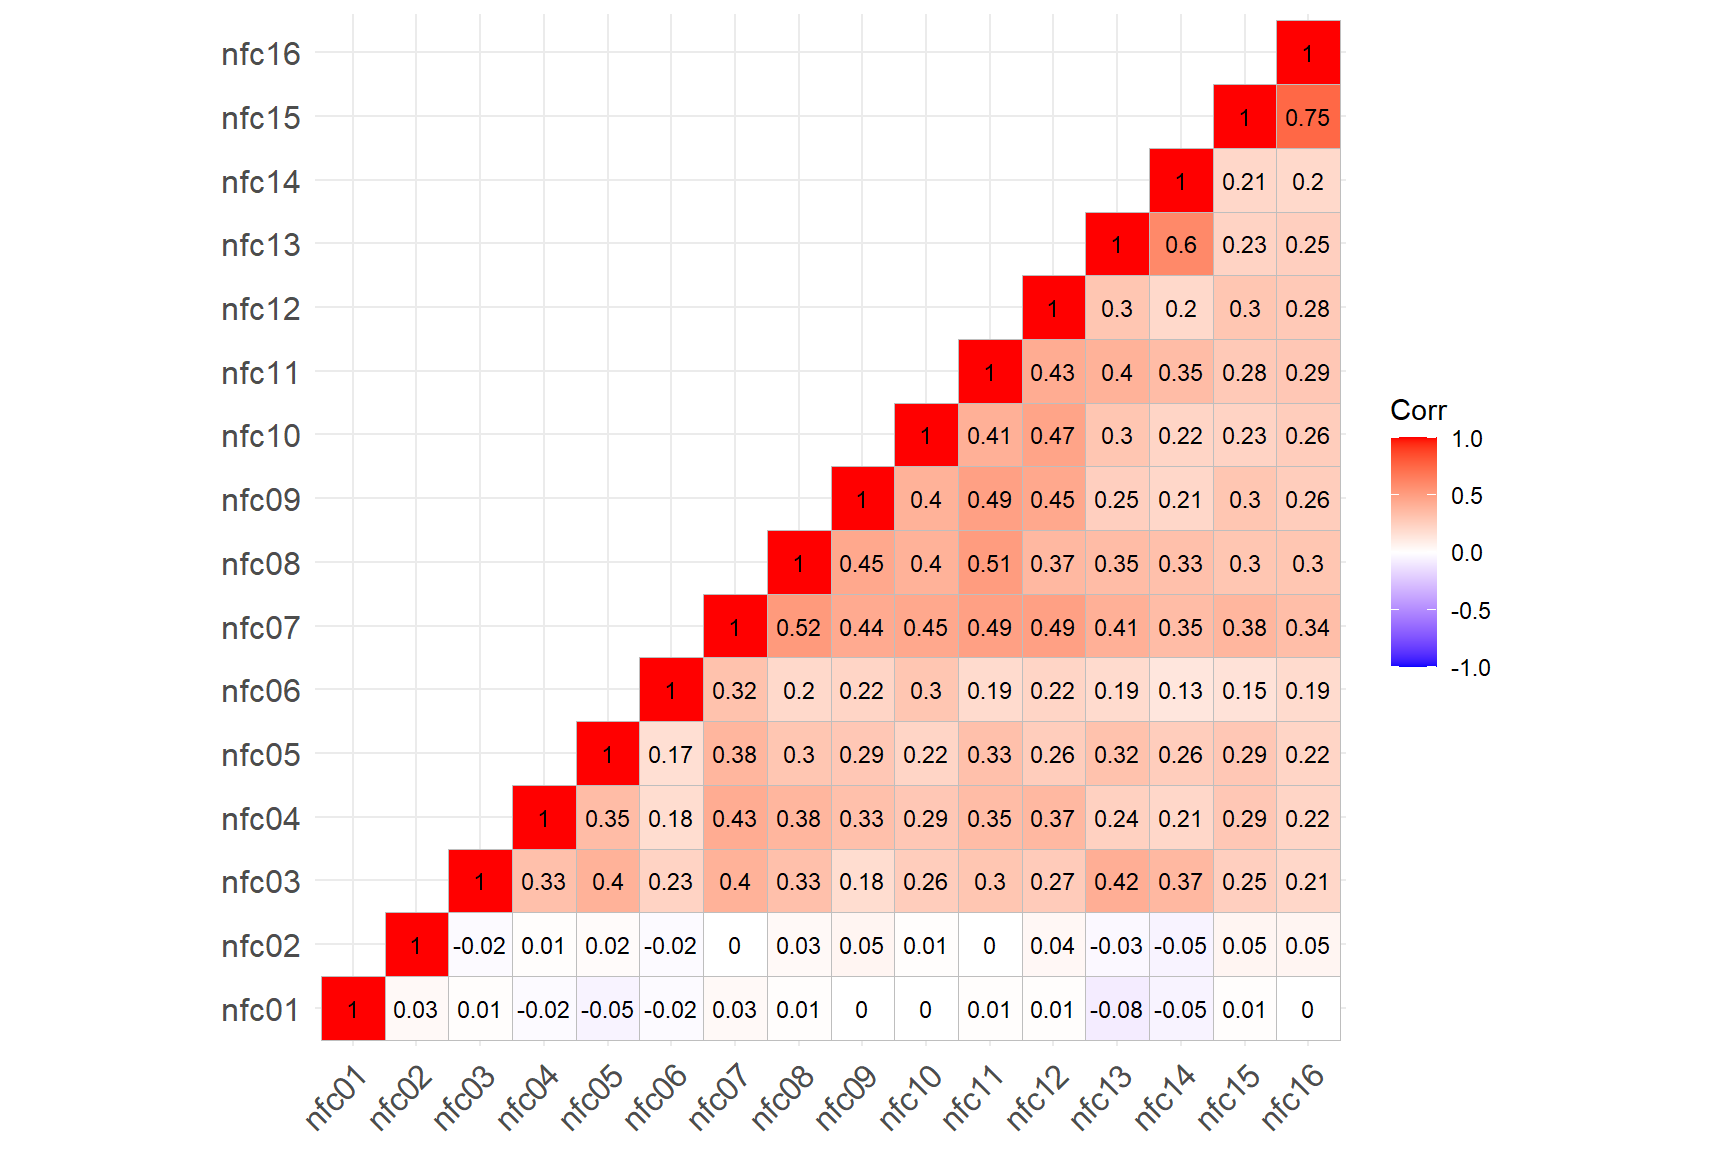 nfc16 1
nfc15 1 0.75
nfc14 1 0.21 0.2
nfc13 1 0.6 0.23 0.25
nfc12 1 0.3 0.2 0.3 0.28
nfc11 1 0.43 0.4 0.35 0.28 0.29
Corr
nfc10 1 0.41 0.47 0.3 0.22 0.23 0.26
1.0
nfc09 1 0.4 0.49 0.45 0.25 0.21 0.3 0.26
0.5
nfc08 1 0.45 0.4 0.51 0.37 0.35 0.33 0.3 0.3
0.0
nfc07 1 0.52 0.44 0.45 0.49 0.49 0.41 0.35 0.38 0.34
-0.5
nfc06 1 0.32 0.2 0.22 0.3 0.19 0.22 0.19 0.13 0.15 0.19
-1.0
nfc05 1 0.17 0.38 0.3 0.29 0.22 0.33 0.26 0.32 0.26 0.29 0.22
nfc04 1 0.35 0.18 0.43 0.38 0.33 0.29 0.35 0.37 0.24 0.21 0.29 0.22
nfc03 1 0.33 0.4 0.23 0.4 0.33 0.18 0.26 0.3 0.27 0.42 0.37 0.25 0.21
nfc02 1 -0.02 0.01 0.02 -0.02 0 0.03 0.05 0.01 0 0.04 -0.03 -0.05 0.05 0.05
nfc01 1 0.03 0.01 -0.02 -0.05 -0.02 0.03 0.01 0 0 0.01 0.01 -0.08 -0.05 0.01 0
nfc01 nfc02 nfc03 nfc04 nfc05 nfc06 nfc07 nfc08 nfc09 nfc10 nfc11 nfc12 nfc13 nfc14 nfc15 nfc16